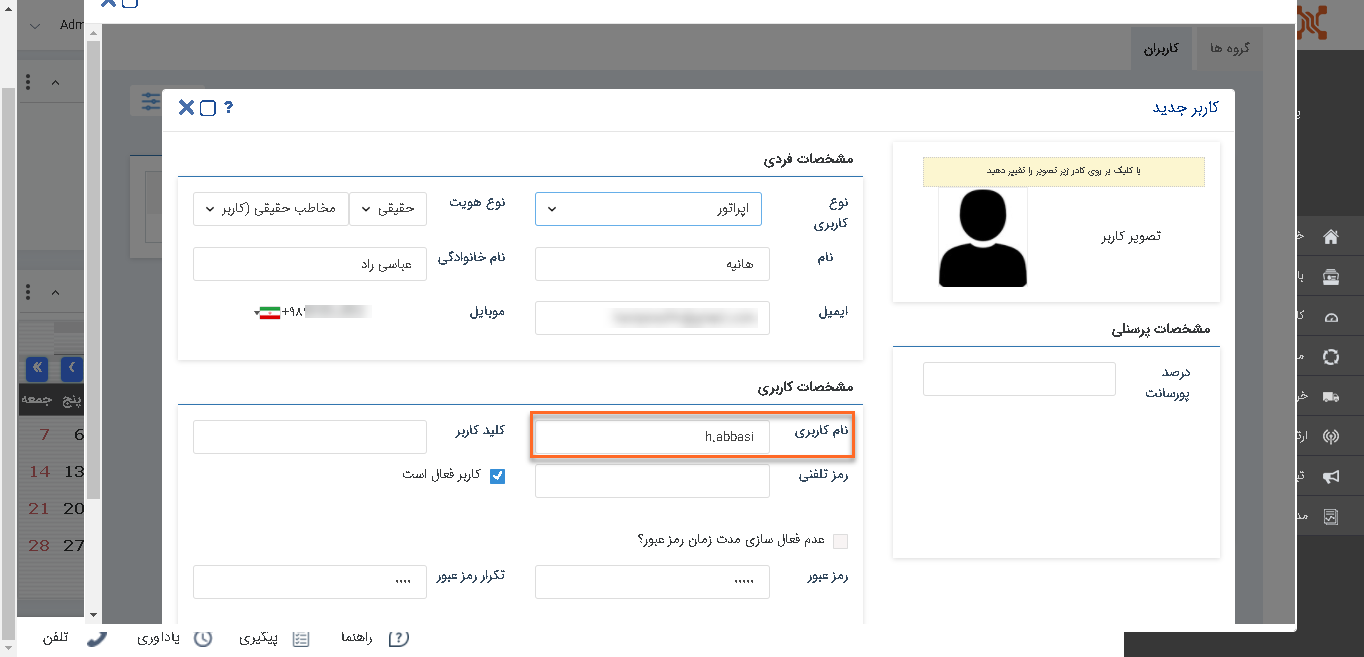 Adm
گروه ها
کاربران
کاربر جدید
?
با کلیک بر روی کادر زیر تصویر را تغییر دهید
تصویر کاربر
مشخصات پرسنلی
درصد پورسانت
مشخصات فردی
نوع کاربری
اپراتور
نوع هویت
حقیقی
مخاطب حقیقی (کاربر
نام
هانیه
نام خانوادگی
عباسی راد
ایمیل
موبایل
+۹۸۹
مشخصات کاربری
نام کاربری
h.abbasi
کلید کاربر
رمز تلفنی
کاربر فعال است
عدم فعال سازی مدت زمان رمز عبور؟
رمز عبور
تکرار رمز عبور
پنج جمعه
6 7
13 14
20 21
27 28
راهنما
پیگیری
یادآوری
تلفن